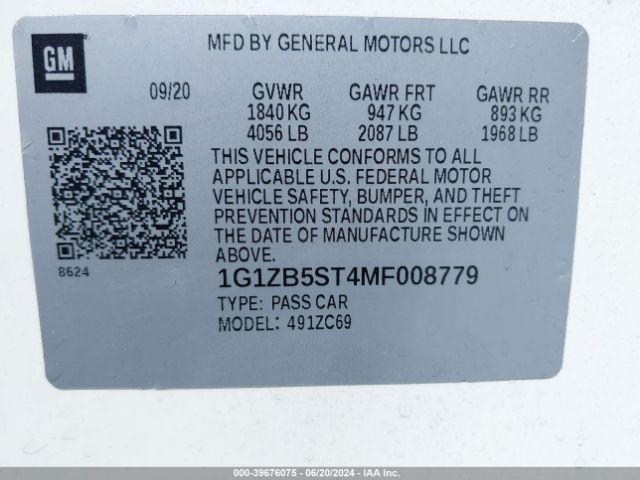 GM
MFD BY GENERAL MOTORS LLC
09/20 GVWR GAWR FRT GAWR RR
1840 KG 947 KG 893 KG
4056 LB 2087 LB 1968 LB
THIS VEHICLE CONFORMS TO ALL
APPLICABLE U.S. FEDERAL MOTOR
VEHICLE SAFETY, BUMPER, AND THEFT
PREVENTION STANDARDS IN EFFECT ON
THE DATE OF MANUFACTURE SHOWN
ABOVE.
8624
1G1ZB5ST4MF008779
TYPE: PASS CAR
MODEL: 491ZC69
000-39676075 - 06/20/2024 - IAA Inc.